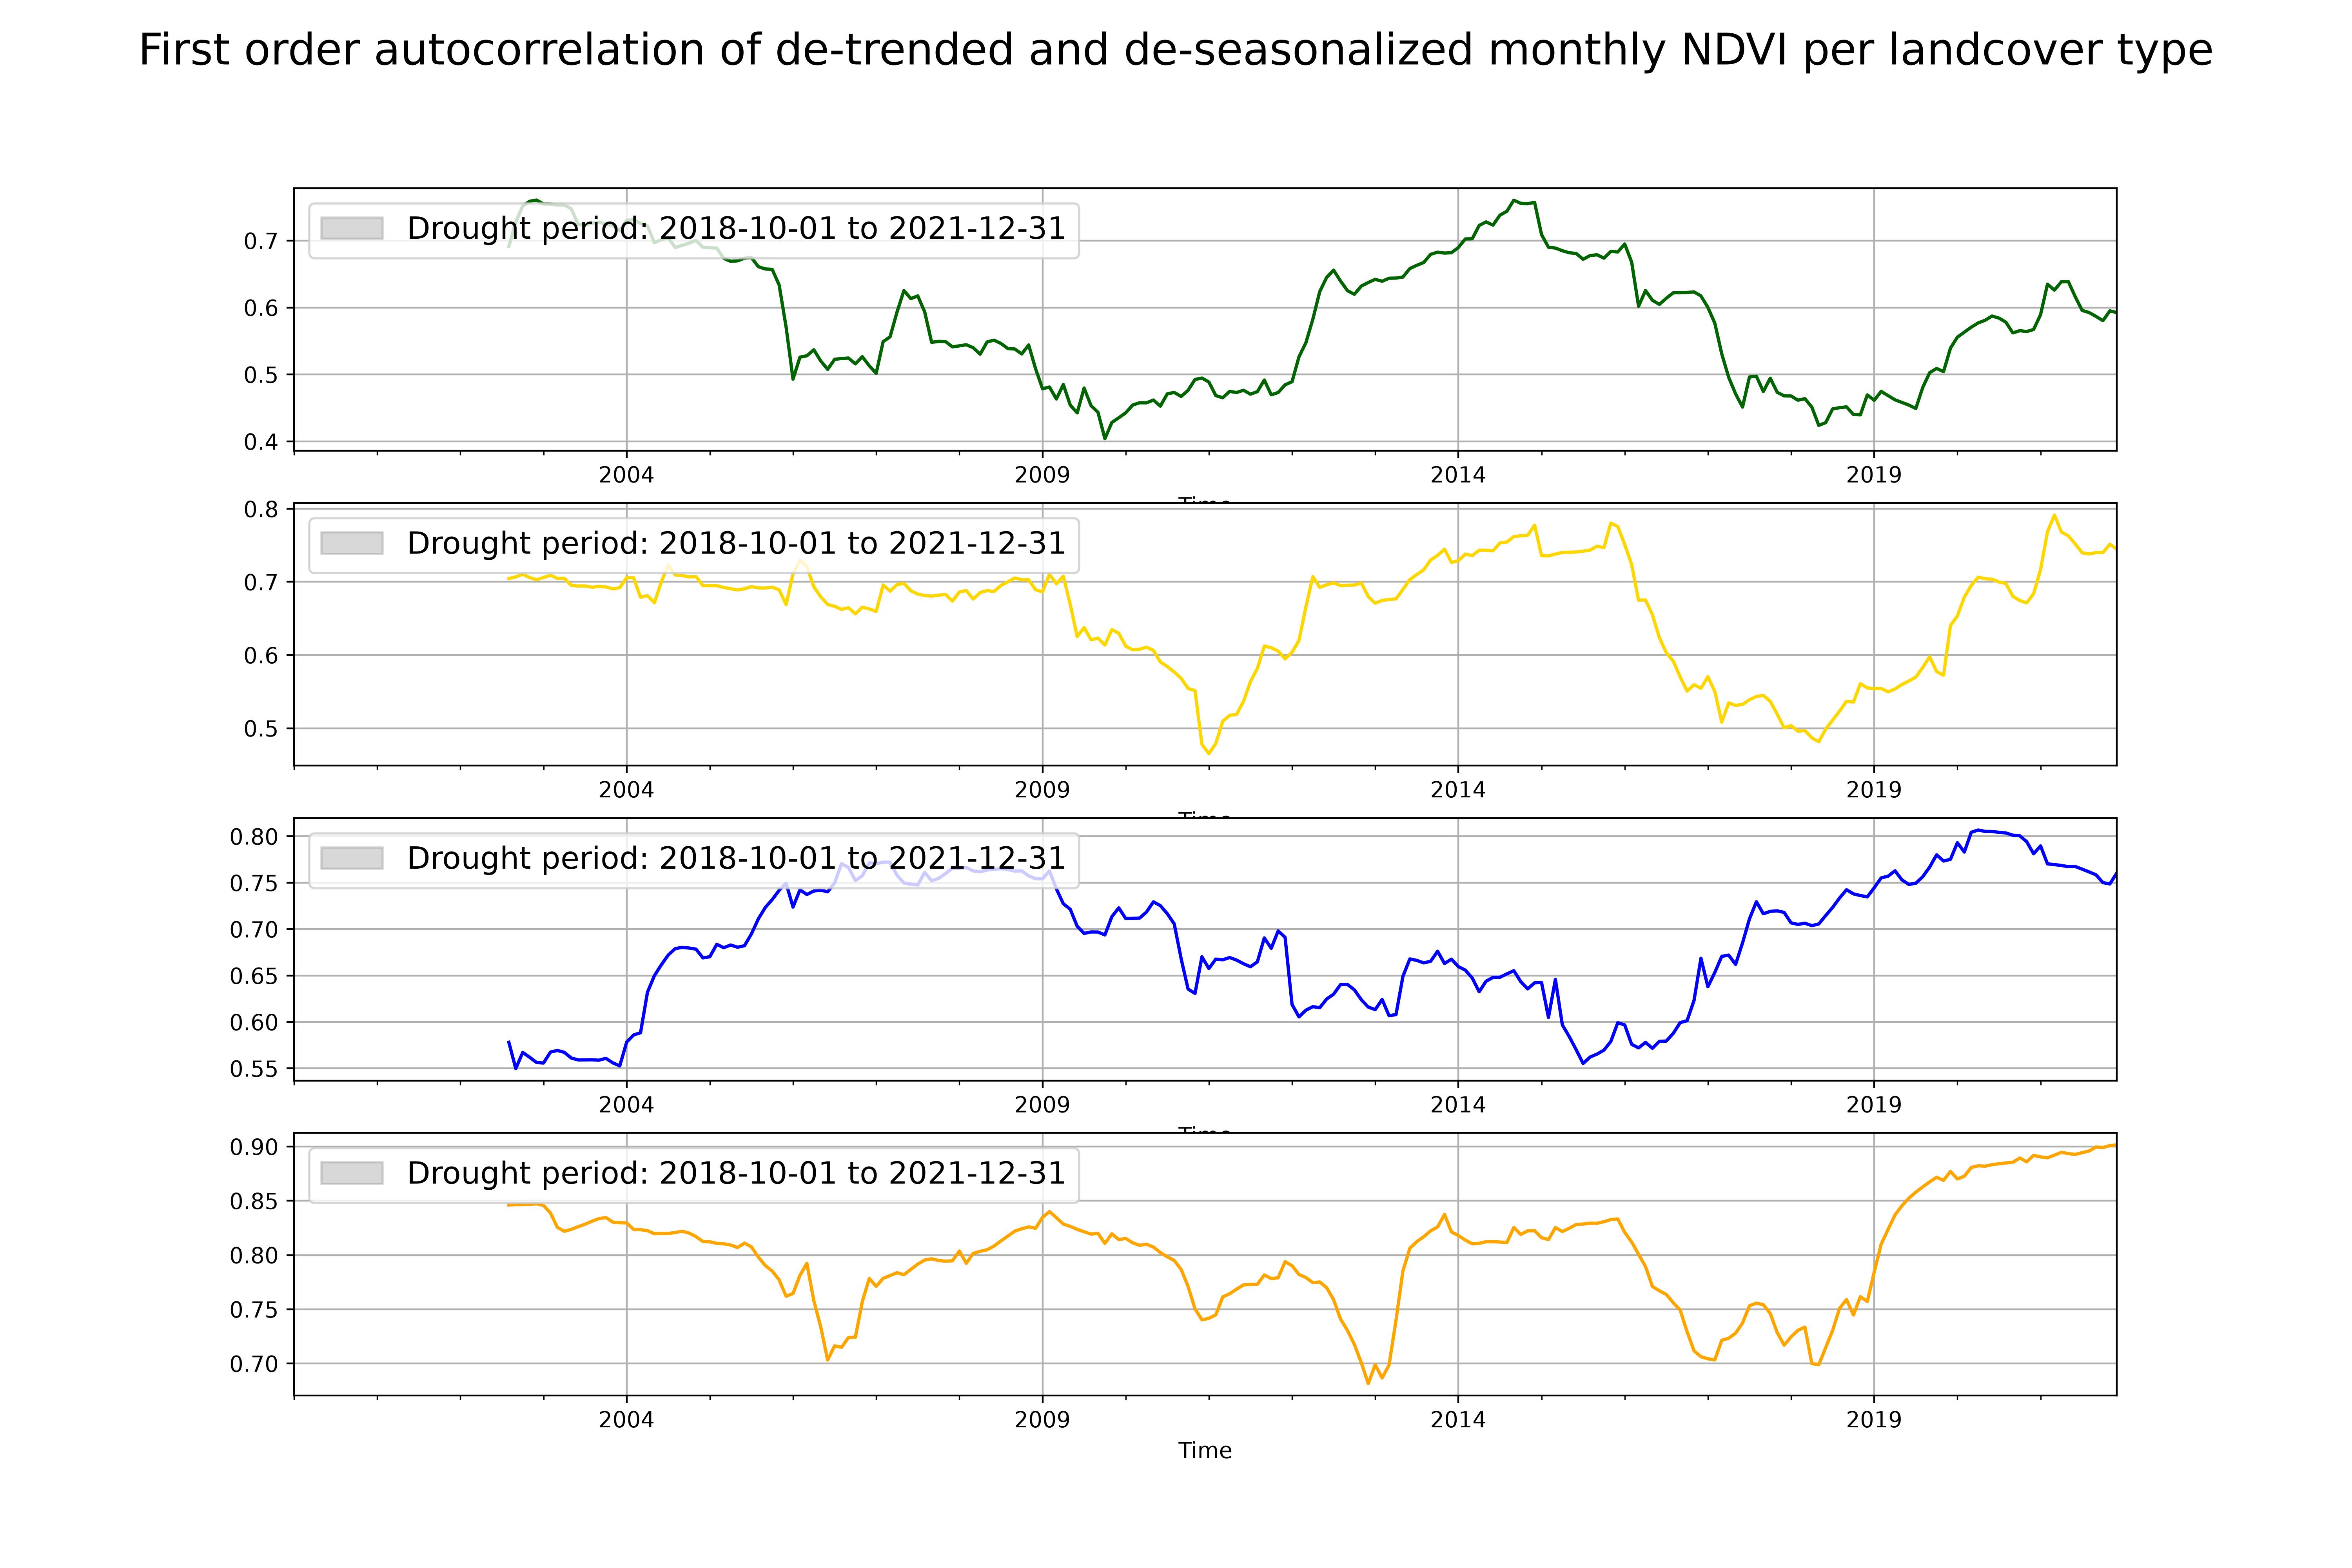 First order autocorrelation of de-trended and de-seasonalized monthly NDVI per landcover type
Drought period: 2018-10-01 to 2021-12-31
0.7
0.6
0.5
0.4
2004 2009 2014 2019
Drought period: 2018-10-01 to 2021-12-31
0.8
0.7
0.6
0.5
2004 2009 2014 2019
Drought period: 2018-10-01 to 2021-12-31
0.80
0.75
0.70
0.65
0.60
0.55
2004 2009 2014 2019
Drought period: 2018-10-01 to 2021-12-31
0.90
0.85
0.80
0.75
0.70
2004 2009 2014 2019
Time